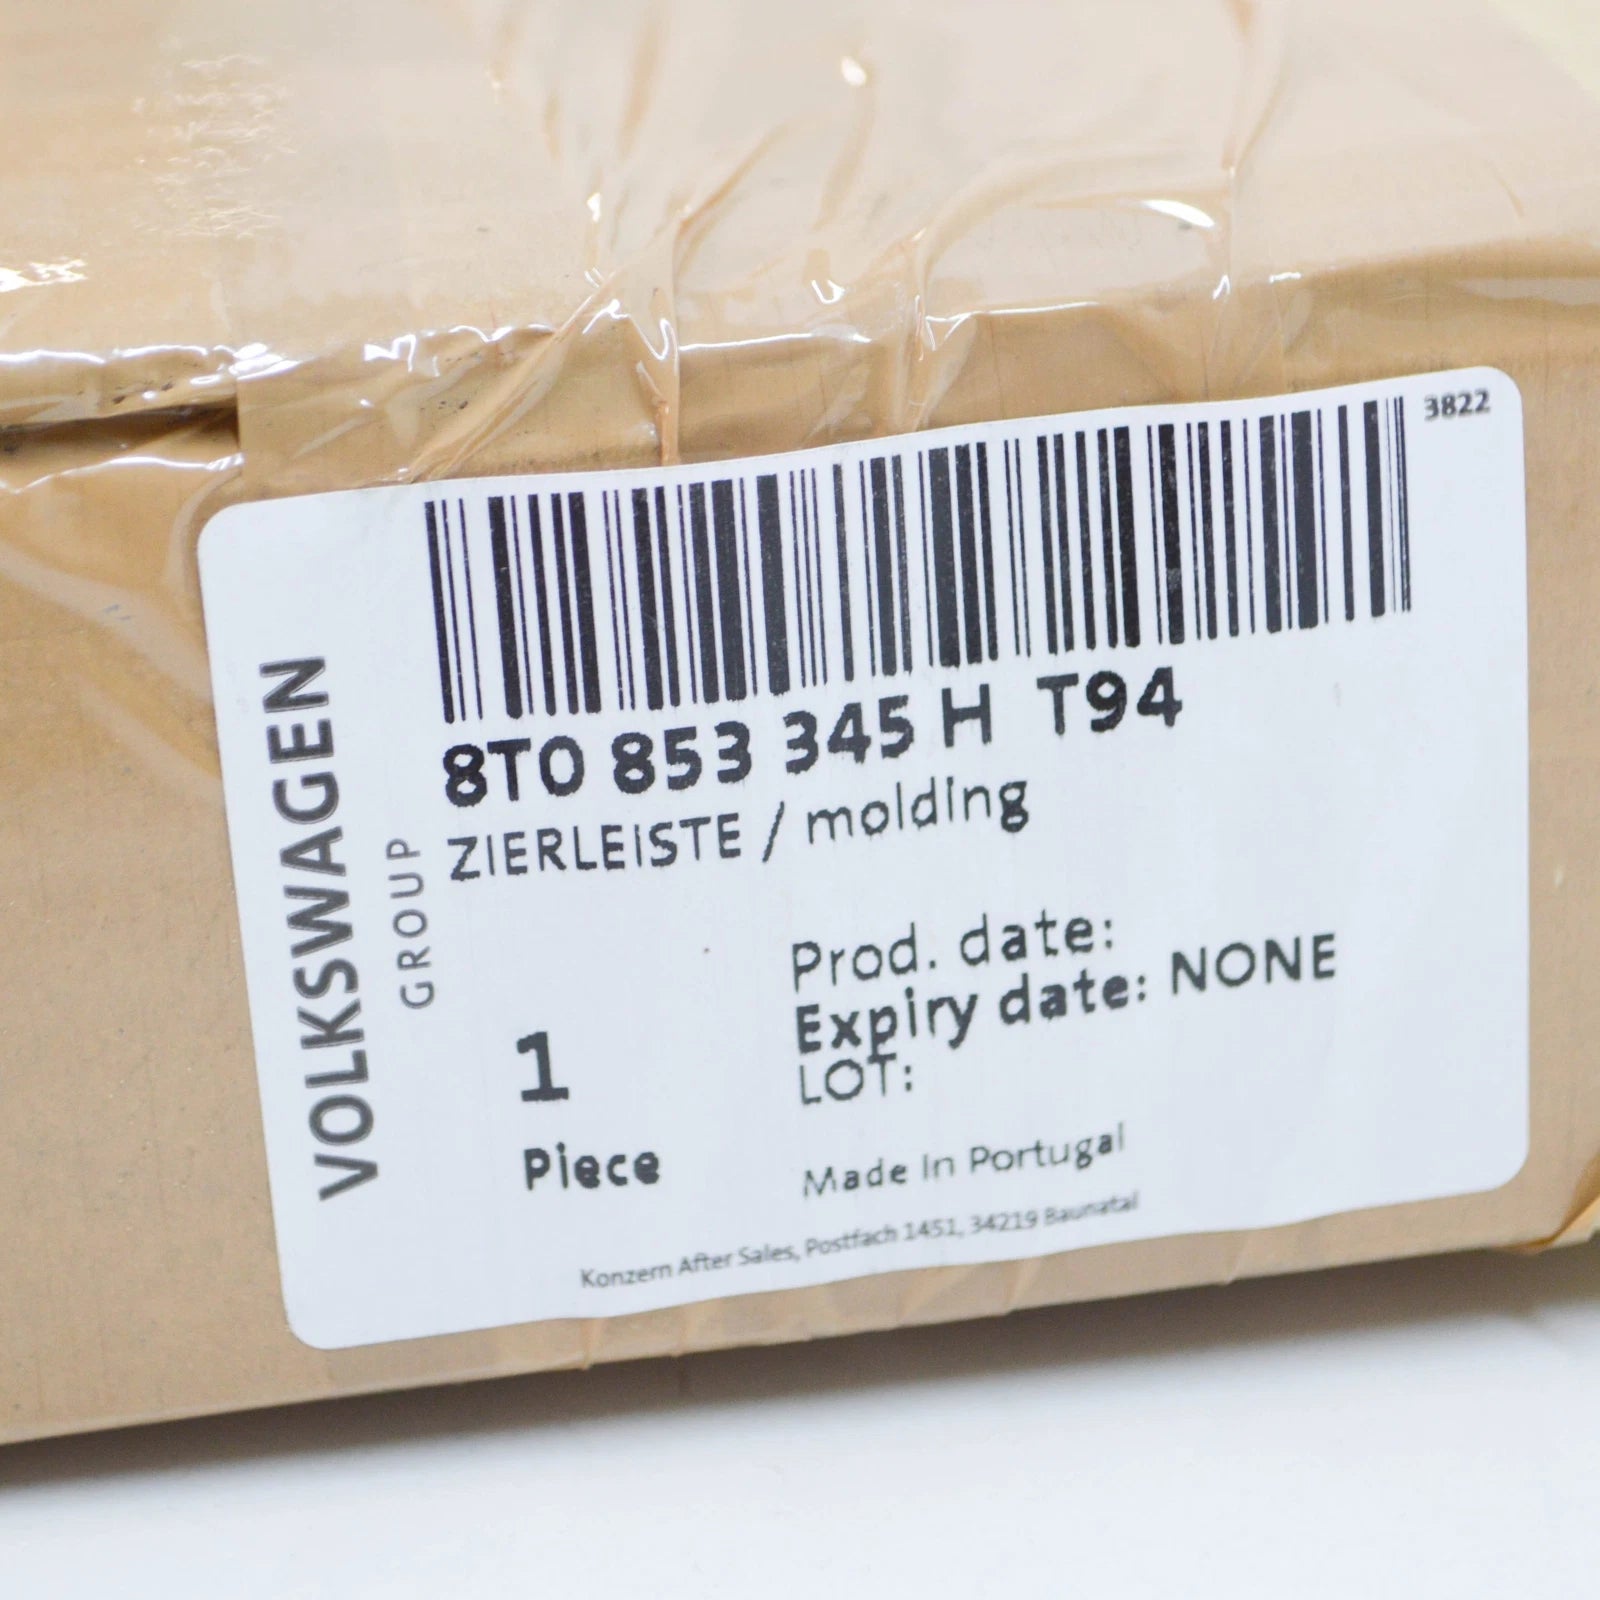 3822
8T0 853 345 H T94
ZIERLEISTE / molding
VOLKSWAGEN
GROUP
Prod. date:
Expiry date: NONE
LOT:
1
Piece
Made In Portugal
Konzern After Sales, Postfach 1451, 34219 Baunatal